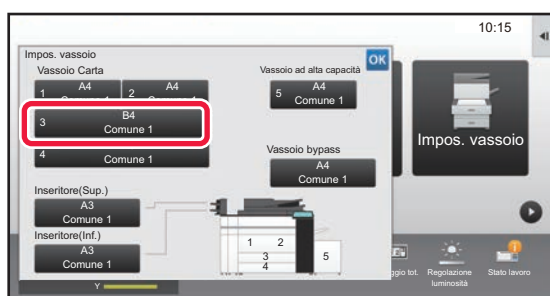 10:15
Impos. vassoio
OK
Vassoio Carta
Vassoio ad alta capacità
1 A4
2 A4
5 A4
Comune 1
3 B4
Comune 1
4
Comune 1
Vassoio bypass
A4
Comune 1
Impos. vassoio
Inseritore(Sup.)
A3
Comune 1
Inseritore(Inf.)
A3
Comune 1
1 2
3
4
5
Regolazione
luminosità
Stato lavoro
Y